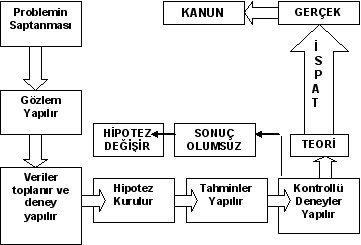 Problemin
Saptanması
KANUN
GERÇEK
Gözlem
Yapılır
İSPAT
HİPOTEZ
DEĞİŞİR
SONUÇ
OLUMSUZ
TEORİ
Veriler
toplanır ve
deney
yapılır
Hipotez
Kurulur
Tahminler
Yapılır
Kontrollü
Deneyler
Yapılır